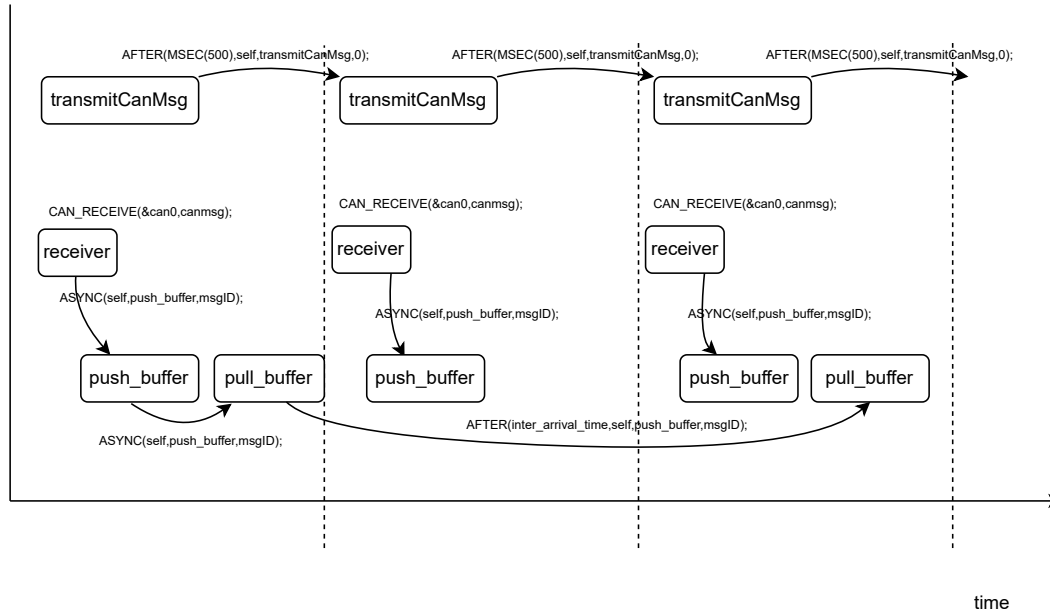 AFTER(MSEC(500),self,transmitCanMsg,0);
AFTER(MSEC(500),self,transmitCanMsg,0);
AFTER(MSEC(500),self,transmitCanMsg,0);
transmitCanMsg
transmitCanMsg
transmitCanMsg
CAN_RECEIVE(&can0,canmsg);
CAN_RECEIVE(&can0,canmsg);
CAN_RECEIVE(&can0,canmsg);
receiver
receiver
receiver
ASYNC(self,push_buffer,msgID);
ASYNC(self,push_buffer,msgID);
ASYNC(self,push_buffer,msgID);
push_buffer
pull_buffer
push_buffer
push_buffer
pull_buffer
ASYNC(self,push_buffer,msgID);
AFTER(inter_arrival_time,self,push_buffer,msgID);
time